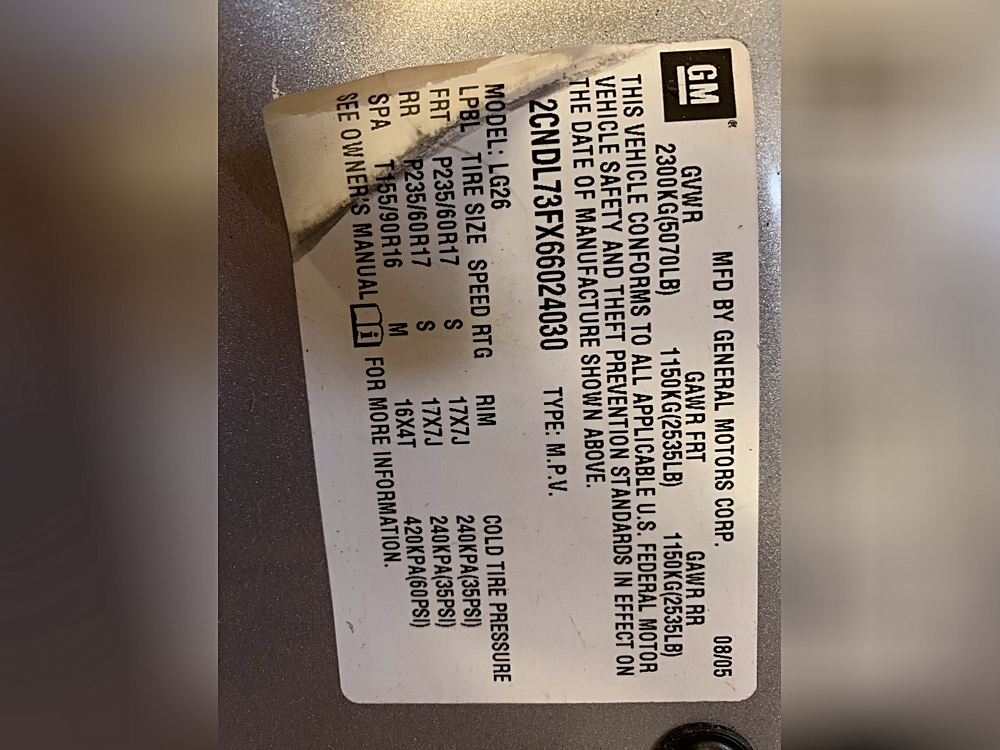 GM®
MFD BY GENERAL MOTORS CORP. 08/05
GVWR GAWR FRT GAWR RR
2300KG(5070LB) 1150KG(2535LB) 1150KG(2535LB)
THIS VEHICLE CONFORMS TO ALL APPLICABLE U.S. FEDERAL MOTOR
VEHICLE SAFETY AND THEFT PREVENTION STANDARDS IN EFFECT ON
THE DATE OF MANUFACTURE SHOWN ABOVE.
2CNDL73FX66024030 TYPE: M.P.V.
MODEL: LG26
LPBL TIRE SIZE SPEED RTG RIM COLD TIRE PRESSURE
FRT P235/60R17 S 17X7J 240KPA(35PSI)
RR P235/60R17 S 17X7J 240KPA(35PSI)
SPA T155/90R16 M 16X4T 420KPA(60PSI)
SEE OWNER'S MANUAL i FOR MORE INFORMATION.